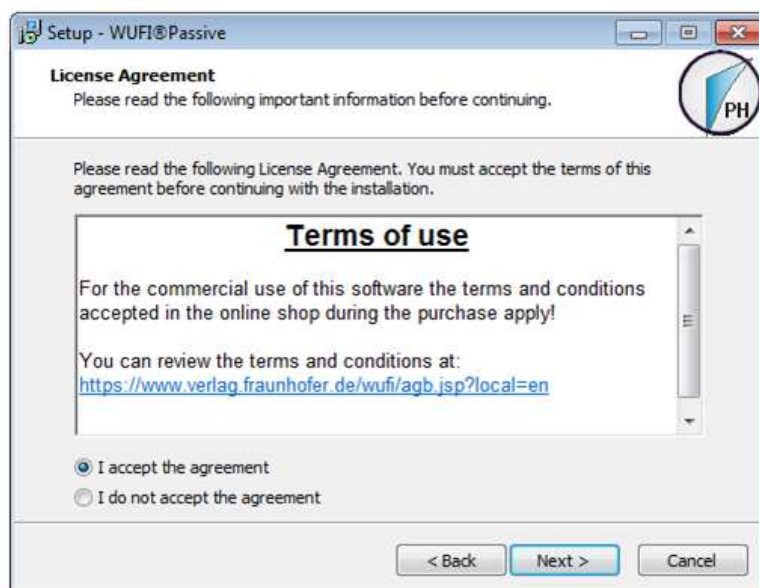 Setup - WUFI®Passive
License Agreement
Please read the following important information before continuing.
PH
Please read the following License Agreement. You must accept the terms of this
agreement before continuing with the installation.
Terms of use
For the commercial use of this software the terms and conditions
accepted in the online shop during the purchase apply!
You can review the terms and conditions at:
https://www.verlag.fraunhofer.de/wufi/agb.jsp?local=en
I accept the agreement
I do not accept the agreement
< Back
Next >
Cancel